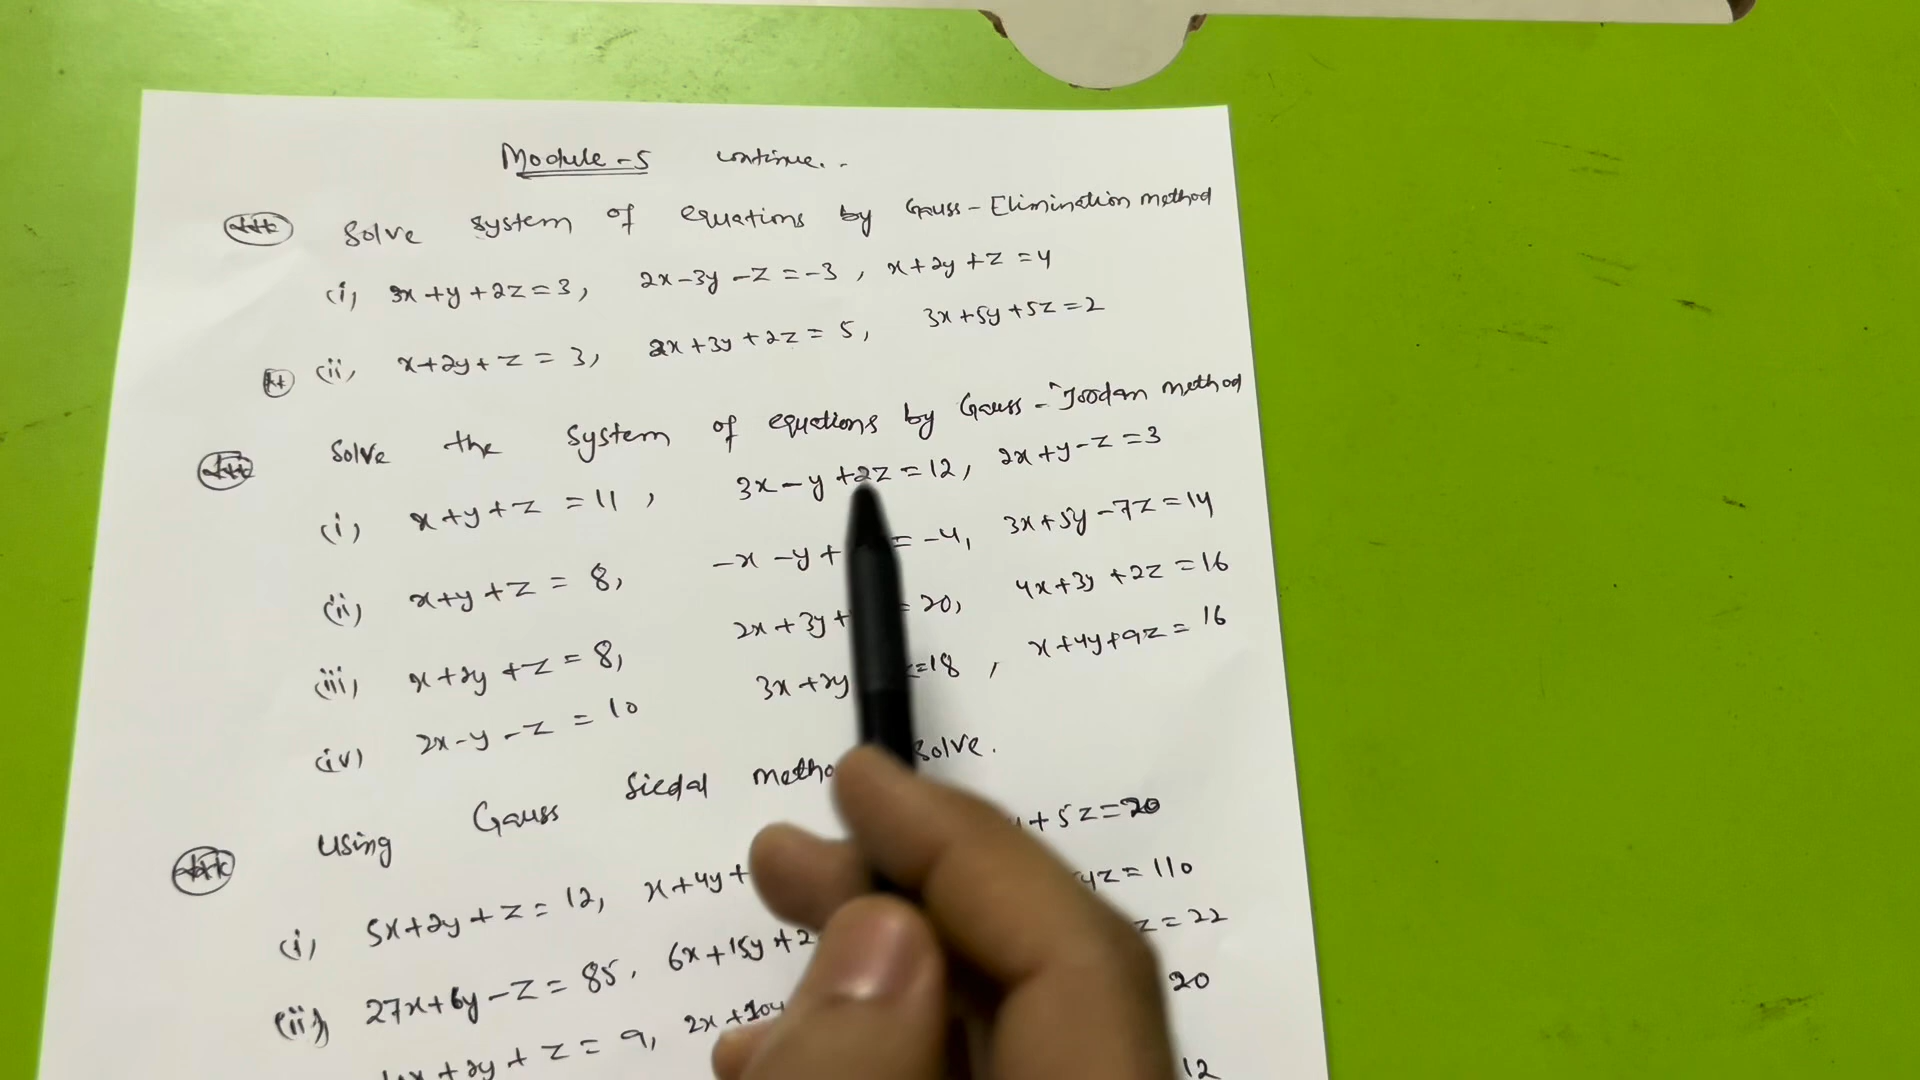 Module-5 continue..
Solve system of equations by Gauss-Elimination method
(i) 3x+y+2z=3, 2x-3y-z=-3, x+2y+z=4
(ii) x+2y+z=3, 2x+3y+2z=5, 3x+5y+5z=2
Solve the system of equations by Gauss-Jordan method
(i) x+y+z=11, 3x-y+2z=12, 2x+y-z=3
(ii) x+y+z=8, -x-y+ =-4, 3x+5y-7z=14
(iii) x+2y+z=8, 2x+3y+ =20, 4x+3y+2z=16
(iv) 2x-y-z=10 3x+2y =18, x+4y+9z=16
Using Gauss Siedal solve.
(i) 5x+2y+z=12, x+4y+ +5z=20
(ii) 27x+6y-z=85, 6x+15y+2 z=110
x+2y+z=9, z=22
20
12